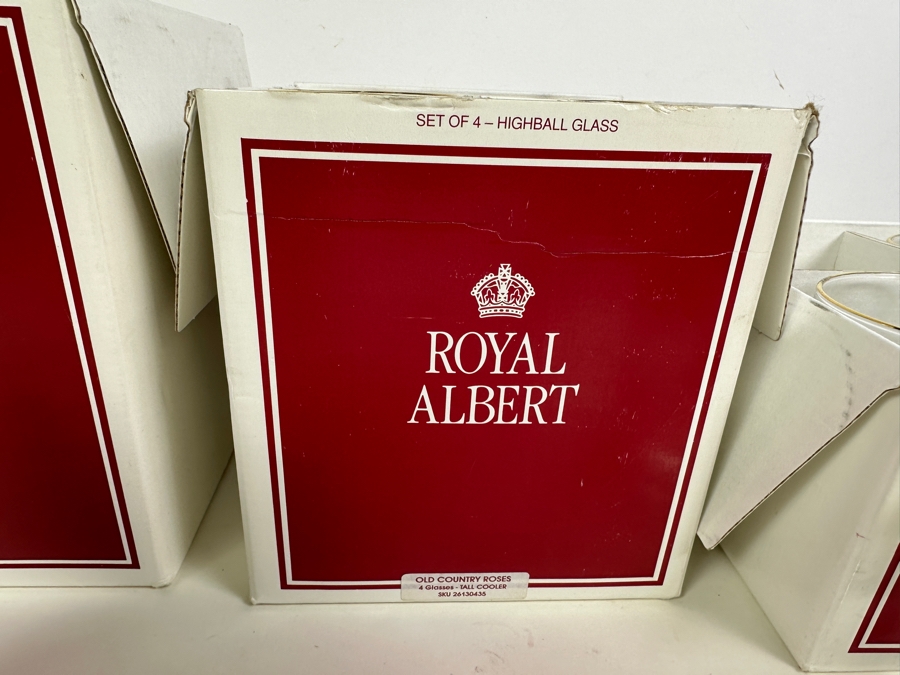 SET OF 4 – HIGHBALL GLASS
ROYAL
ALBERT
OLD COUNTRY ROSES
4 Glasses - TALL COOLER
SKU 26130435